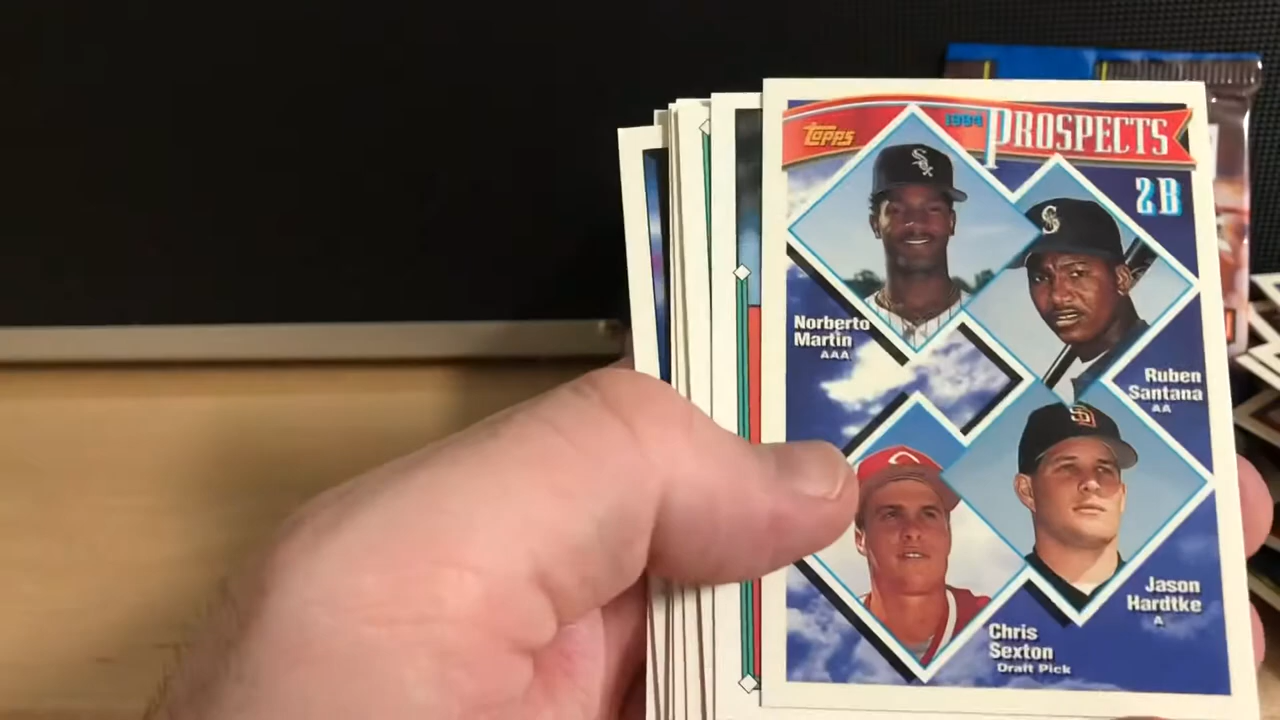 Topps 1994 PROSPECTS
2B
Norberto
Martin
AAA
Ruben
Santana
AA
Jason
Hardtke
A
Chris
Sexton
Draft Pick